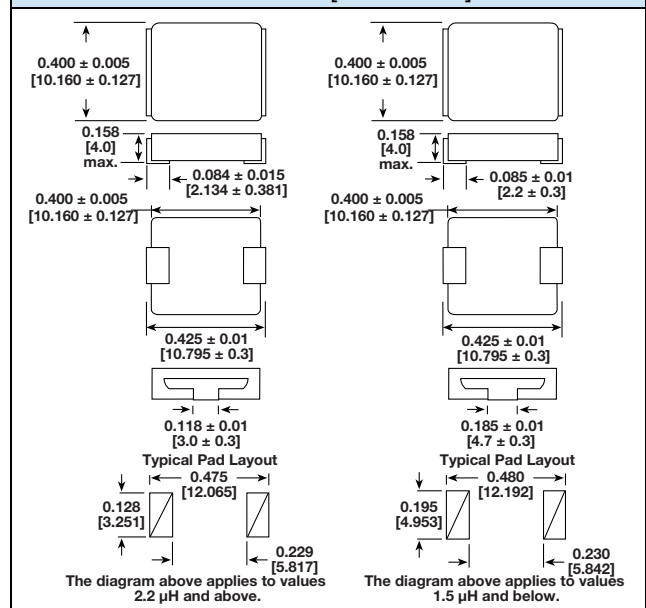 0.400 ± 0.005
[10.160 ± 0.127]
0.158
[4.0]
max.
0.084 ± 0.015
[2.134 ± 0.381]
0.400 ± 0.005
[10.160 ± 0.127]
0.425 ± 0.01
[10.795 ± 0.3]
0.118 ± 0.01
[3.0 ± 0.3]
Typical Pad Layout
0.475
[12.065]
0.128
[3.251]
0.229
[5.817]
The diagram above applies to values
2.2 µH and above.
0.400 ± 0.005
[10.160 ± 0.127]
0.158
[4.0]
max.
0.085 ± 0.01
[2.2 ± 0.3]
0.400 ± 0.005
[10.160 ± 0.127]
0.425 ± 0.01
[10.795 ± 0.3]
0.185 ± 0.01
[4.7 ± 0.3]
Typical Pad Layout
0.480
[12.192]
0.195
[4.953]
0.230
[5.842]
The diagram above applies to values
1.5 µH and below.